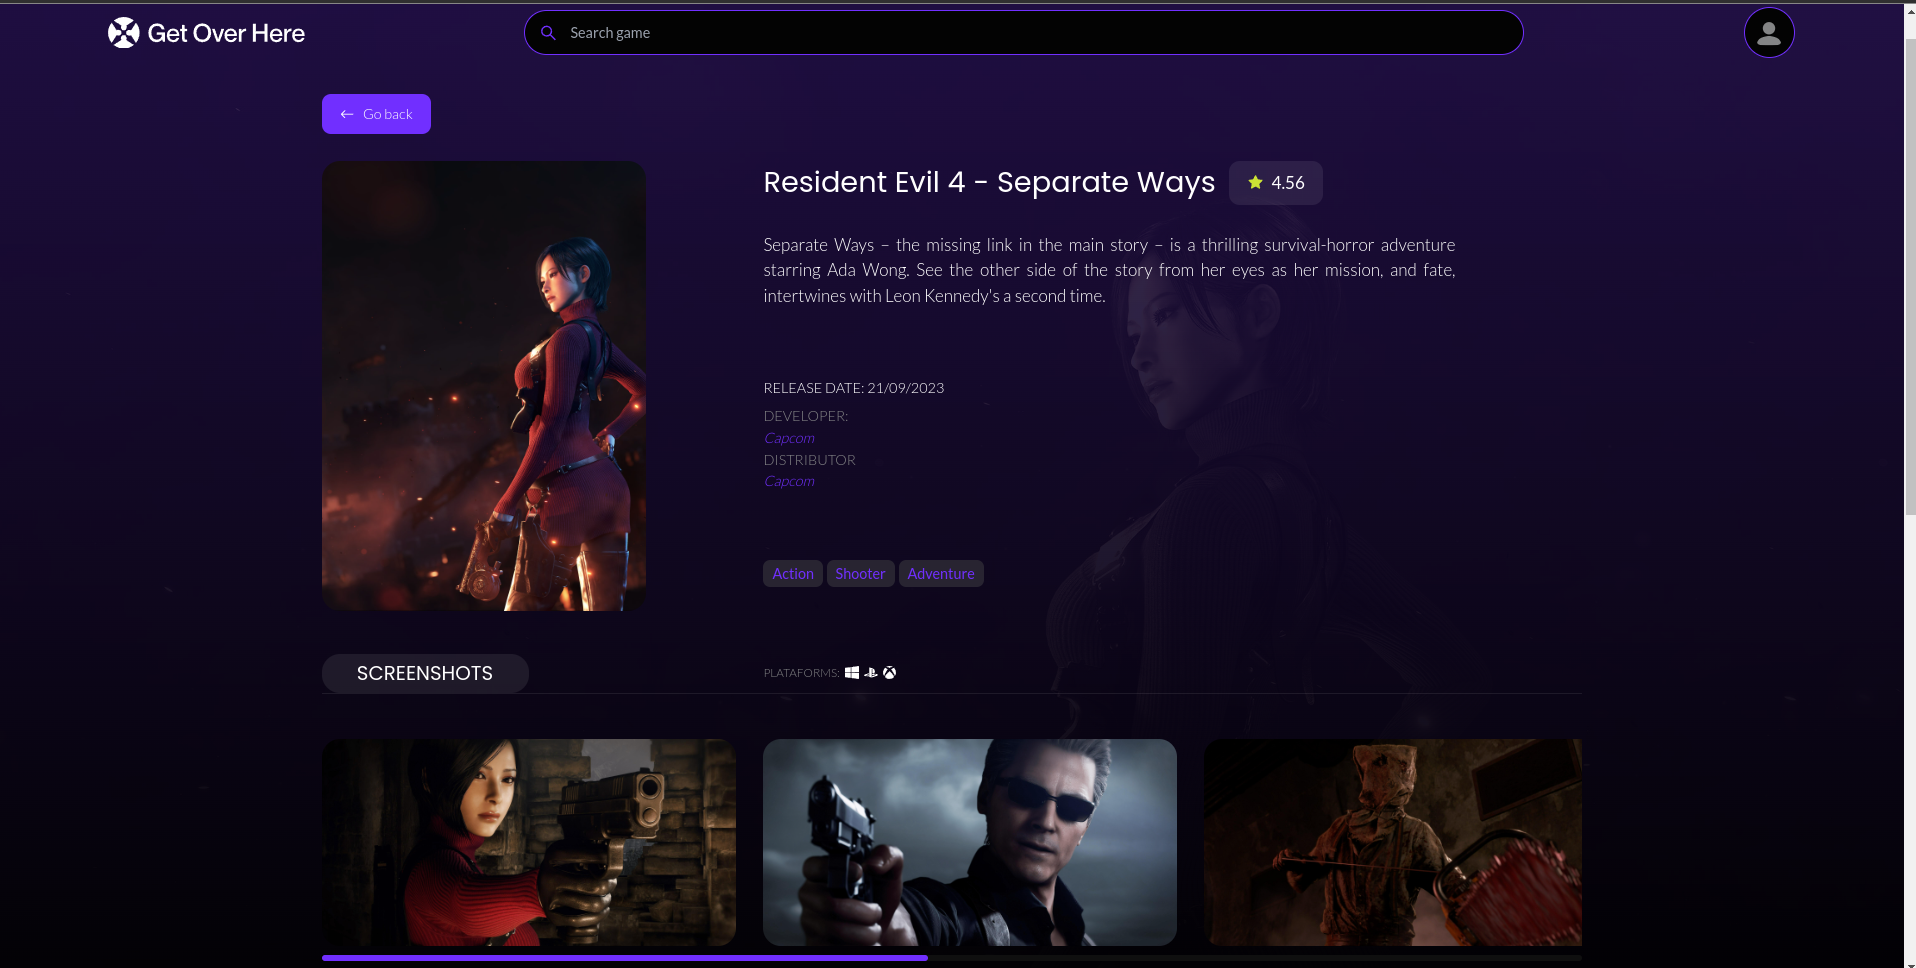 Get Over Here
Search game
Go back
Resident Evil 4 - Separate Ways
4.56
Separate Ways – the missing link in the main story – is a thrilling survival-horror adventure
starring Ada Wong. See the other side of the story from her eyes as her mission, and fate,
intertwines with Leon Kennedy's a second time.
RELEASE DATE: 21/09/2023
DEVELOPER:
Capcom
DISTRIBUTOR
Capcom
Action Shooter Adventure
SCREENSHOTS
PLATAFORMS: